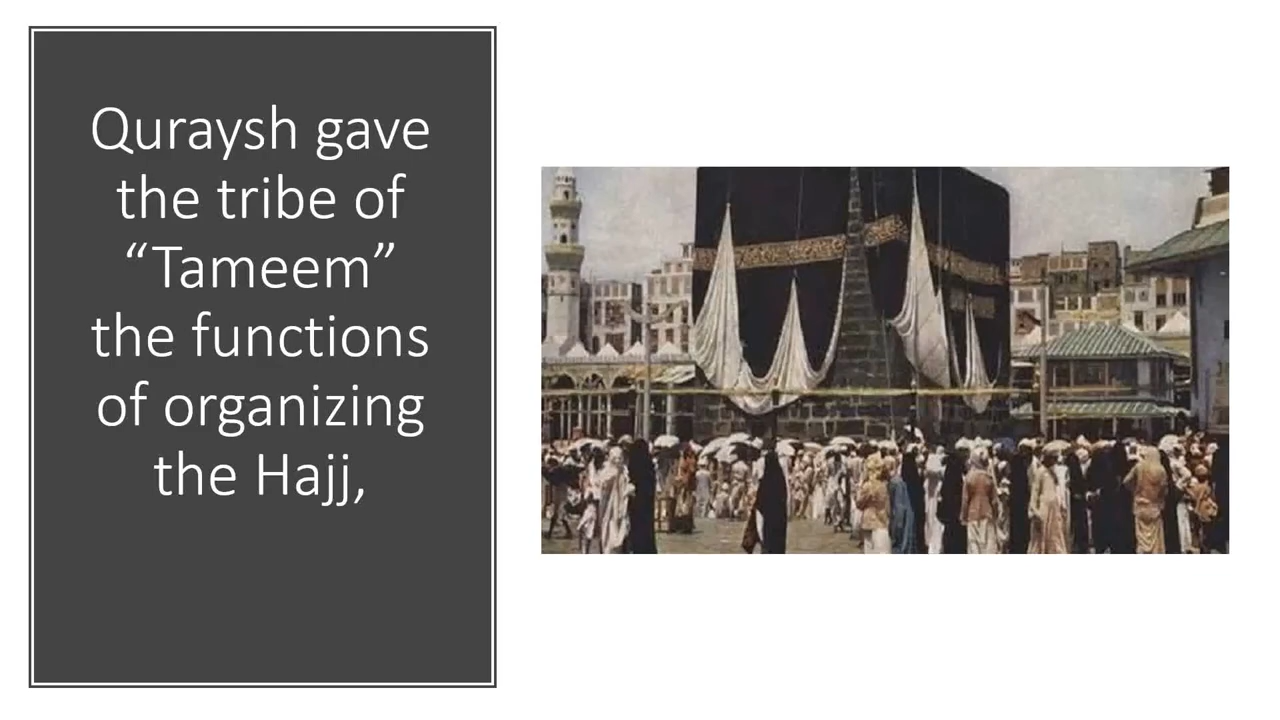 Quraysh gave
the tribe of
“Tameem”
the functions
of organizing
the Hajj,